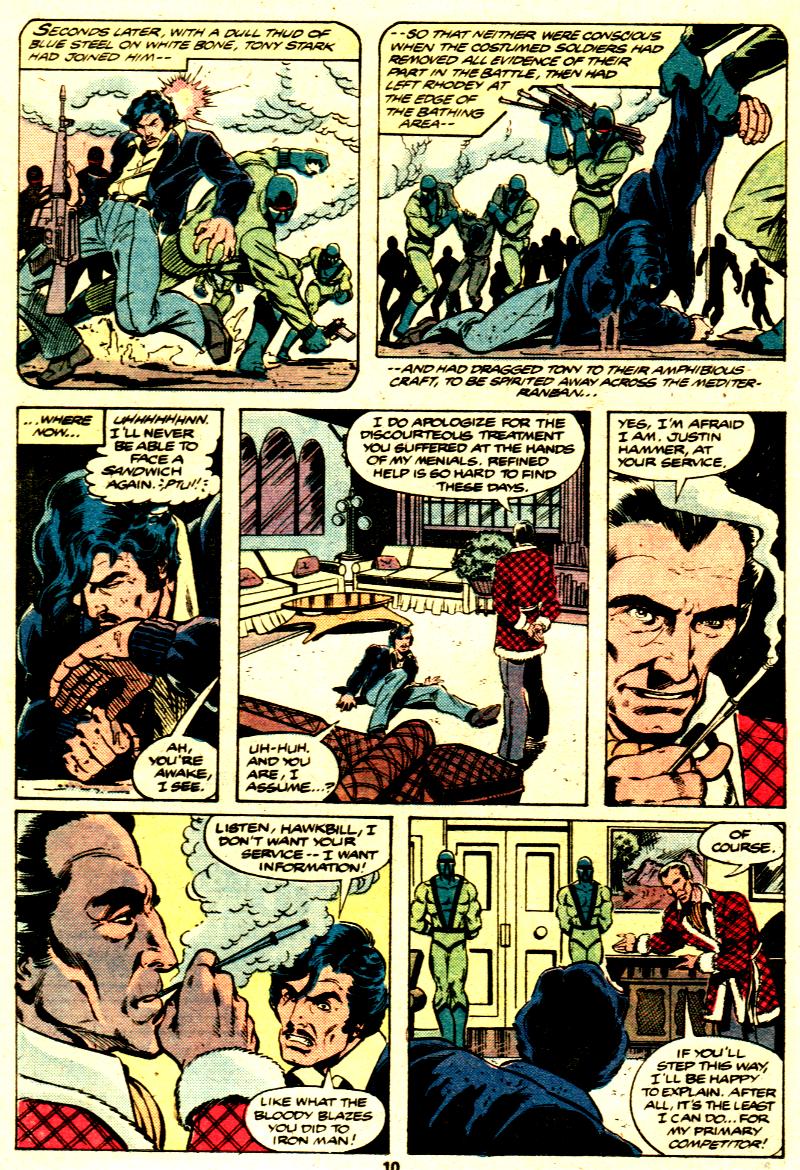 SECONDS LATER, WITH A DULL THUD OF
BLUE STEEL ON WHITE BONE, TONY STARK
HAD JOINED HIM--
--SO THAT NEITHER WERE CONSCIOUS
WHEN THE COSTUMED SOLDIERS HAD
REMOVED ALL EVIDENCE OF THEIR
PART IN THE BATTLE, THEN HAD
LEFT RHODEY AT
THE EDGE OF
THE BATHING
AREA--
--AND HAD DRAGGED TONY TO THEIR AMPHIBIOUS
CRAFT, TO BE SPIRITED AWAY ACROSS THE MEDITER-
RANEAN...
...WHERE
NOW...
UHHHHHHNN.
I'LL NEVER
BE ABLE TO
FACE A
SANDWICH
AGAIN. :PTU!!:
AH,
YOU'RE
AWAKE,
I SEE.
I DO APOLOGIZE FOR THE
DISCOURTEOUS TREATMENT
YOU SUFFERED AT THE HANDS
OF MY MENIALS. REFINED
HELP IS SO HARD TO FIND
THESE DAYS.
UH-HUH.
AND YOU
ARE, I
ASSUME...?
YES, I'M AFRAID
I AM. JUSTIN
HAMMER, AT
YOUR SERVICE.
LISTEN, HAWKBILL, I
DON'T WANT YOUR
SERVICE -- I WANT
INFORMATION!
LIKE WHAT THE
BLOODY BLAZES
YOU DID TO
IRON MAN!
OF
COURSE.
IF YOU'LL
STEP THIS WAY,
I'LL BE HAPPY
TO EXPLAIN. AFTER
ALL, IT'S THE LEAST
I CAN DO... FOR
MY PRIMARY
COMPETITOR!
10